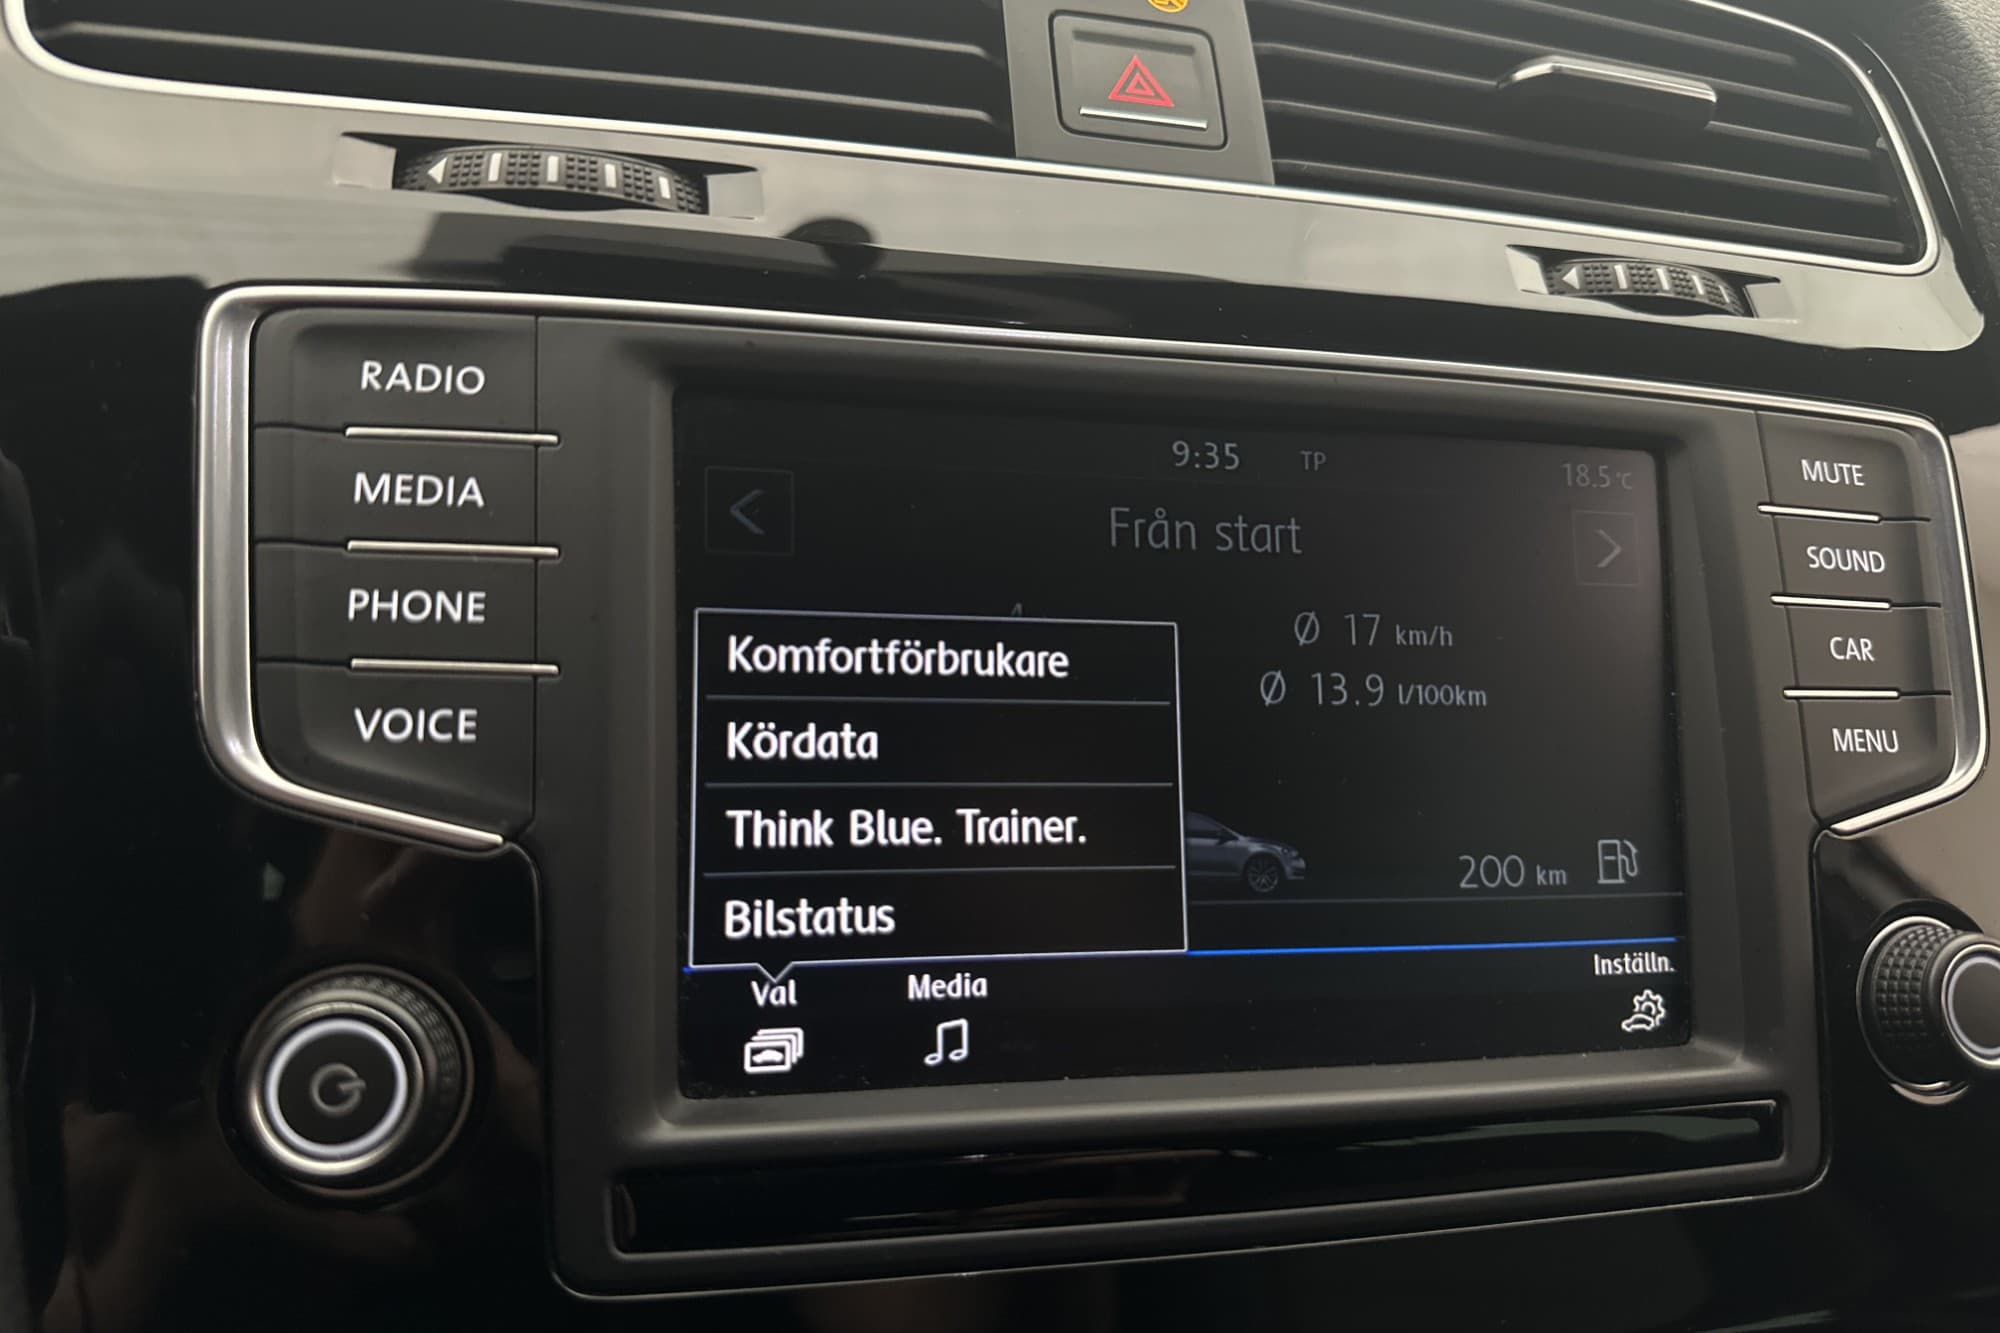 RADIO
MEDIA
PHONE
VOICE
9:35 TP
18.5 °C
Från start
Ø 17 km/h
Ø 13.9 l/100km
200 km
Komfortförbrukare
Kördata
Think Blue. Trainer.
Bilstatus
Val
Media
Inställn.
MUTE
SOUND
CAR
MENU